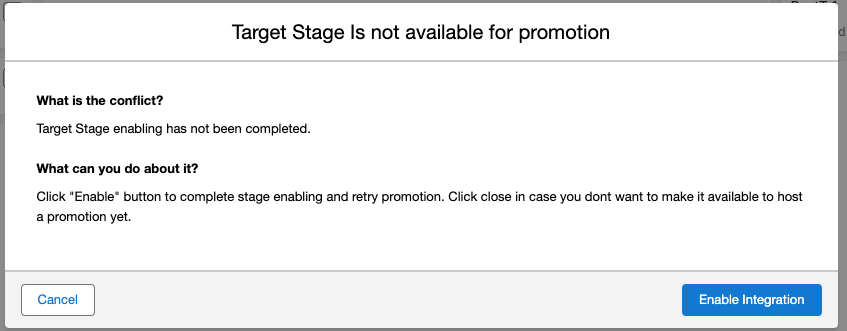 Target Stage Is not available for promotion
What is the conflict?
Target Stage enabling has not been completed.
What can you do about it?
Click "Enable" button to complete stage enabling and retry promotion. Click close in case you dont want to make it available to host
a promotion yet.
Cancel
Enable Integration